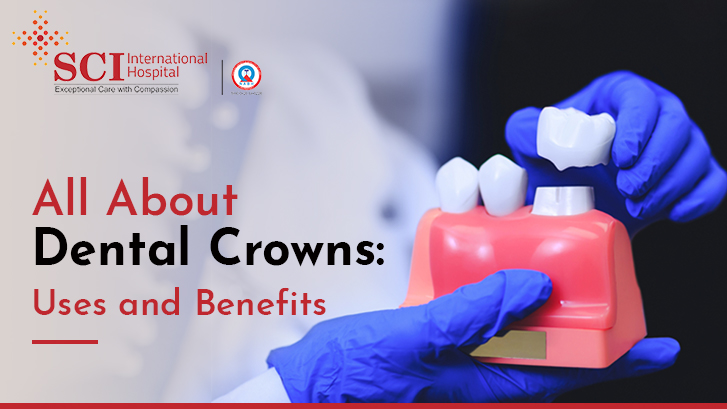 SCI International
Hospital
Exceptional Care with Compassion
All About
Dental Crowns:
Uses and Benefits